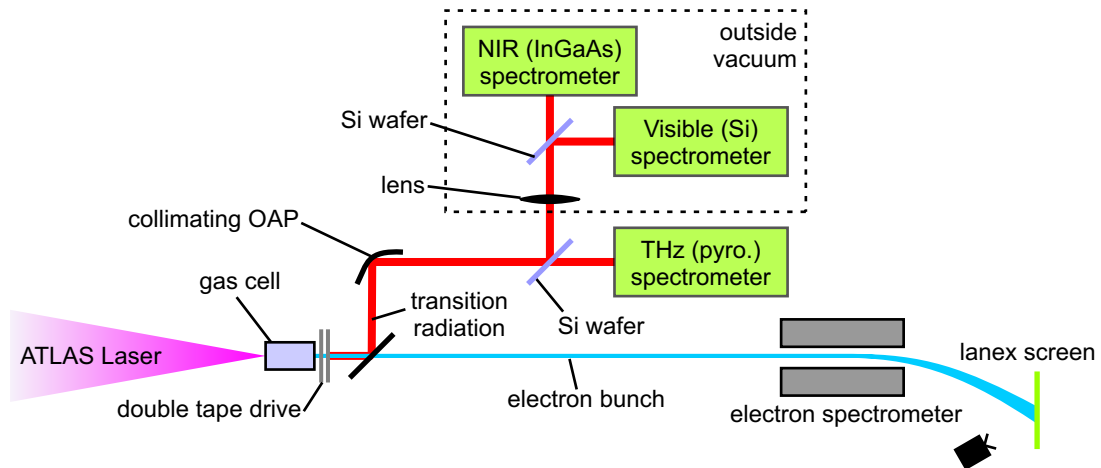 outside
vacuum
NIR (InGaAs)
spectrometer
Si wafer
Visible (Si)
spectrometer
lens
collimating OAP
THz (pyro.)
spectrometer
gas cell
transition
radiation
Si wafer
ATLAS Laser
lanex screen
double tape drive
electron bunch
electron spectrometer